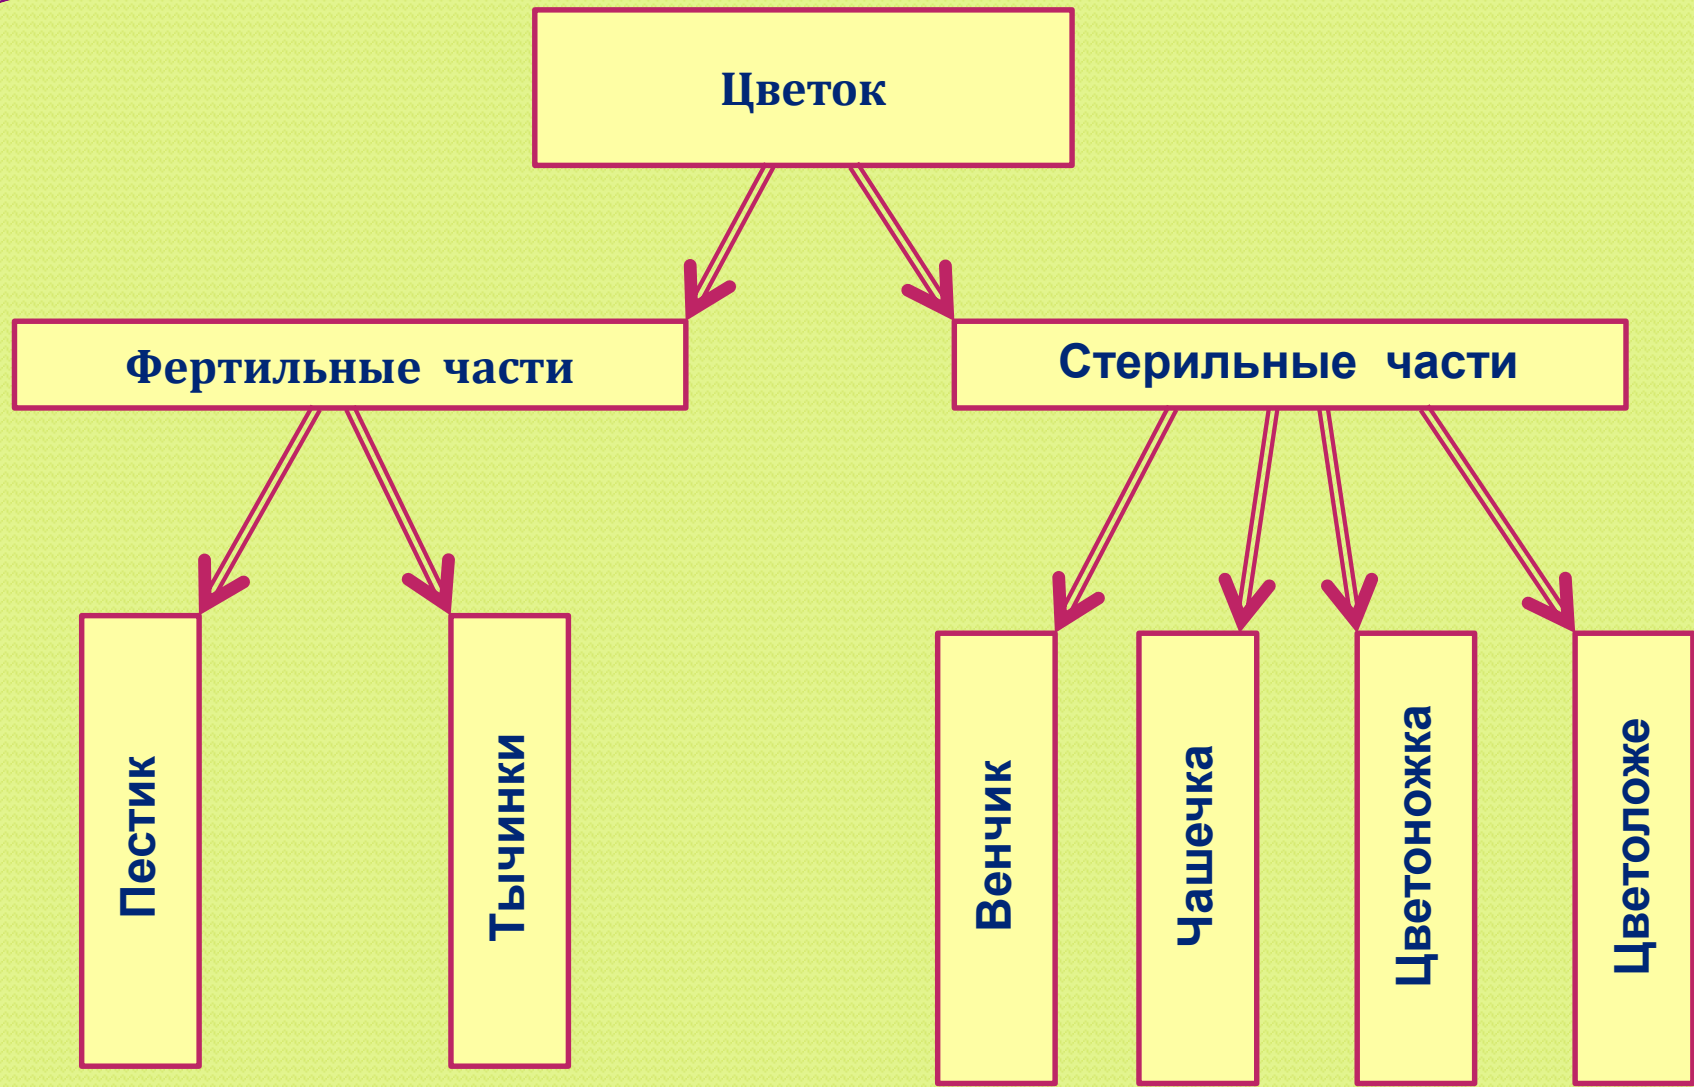 Цветок
Фертильные части
Стерильные части
Пестик
Тычинки
Венчик
Чашечка
Цветоножка
Цветоложе